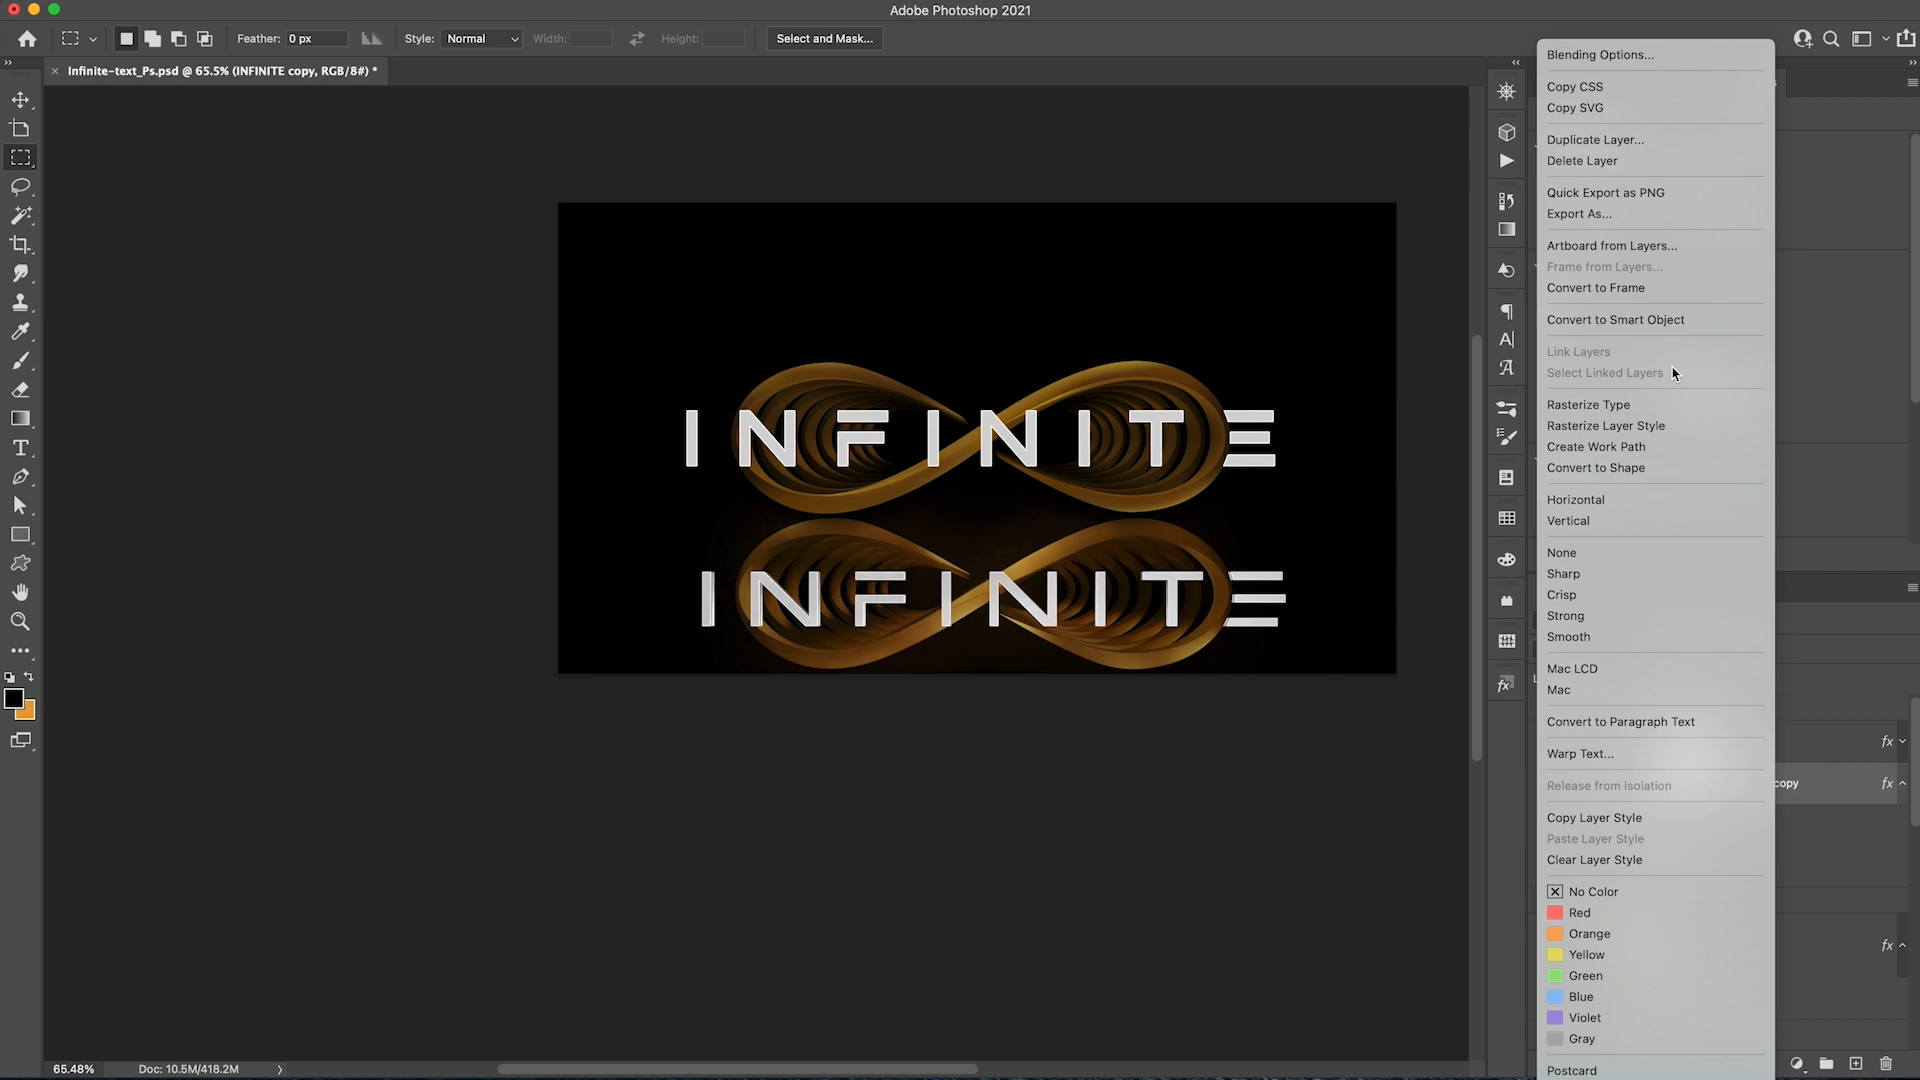 Adobe Photoshop 2021
Feather: 0 px
Style: Normal
Width:
Height:
Select and Mask...
Infinite-text_Ps.psd @ 65.5% (INFINITE copy, RGB/8#) *
INFINITE
INFINITE
Blending Options...
Copy CSS
Copy SVG
Duplicate Layer...
Delete Layer
Quick Export as PNG
Export As...
Artboard from Layers...
Frame from Layers...
Convert to Frame
Convert to Smart Object
Link Layers
Select Linked Layers
Rasterize Type
Rasterize Layer Style
Create Work Path
Convert to Shape
Horizontal
Vertical
None
Sharp
Crisp
Strong
Smooth
Mac LCD
Mac
Convert to Paragraph Text
Warp Text...
Release from Isolation
Copy Layer Style
Paste Layer Style
Clear Layer Style
No Color
Red
Orange
Yellow
Green
Blue
Violet
Gray
Postcard
fx
copy fx
fx
65.48%
Doc: 10.5M/418.2M